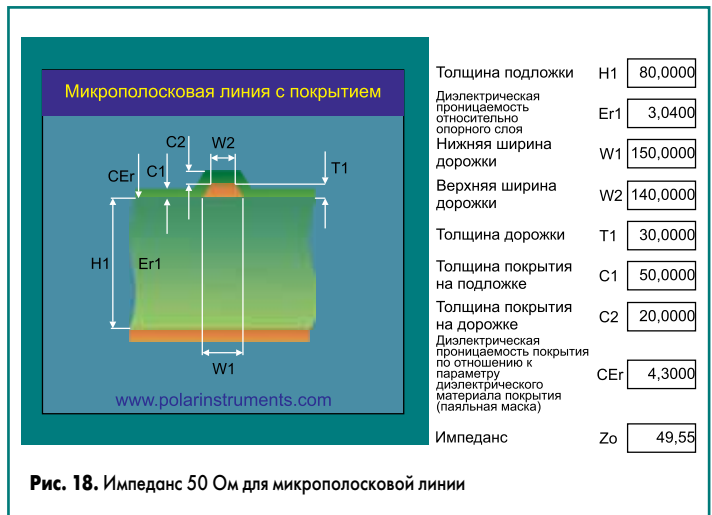 Микрополосковая линия с покрытием
C2
W2
C1
T1
CEr
H1
Er1
W1
www.polarinstruments.com
Толщина подложки H1 80,0000
Диэлектрическая
проницаемость
относительно
опорного слоя
Er1 3,0400
Нижняя ширина
дорожки
W1 150,0000
Верхняя ширина
дорожки
W2 140,0000
Толщина дорожки T1 30,0000
Толщина покрытия
на подложке
C1 50,0000
Толщина покрытия
на дорожке
C2 20,0000
Диэлектрическая
проницаемость покрытия
по отношению к
параметру
диэлектрического
материала покрытия
(паяльная маска)
CEr 4,3000
Импеданс Zo 49,55
Рис. 18. Импеданс 50 Ом для микрополосковой линии